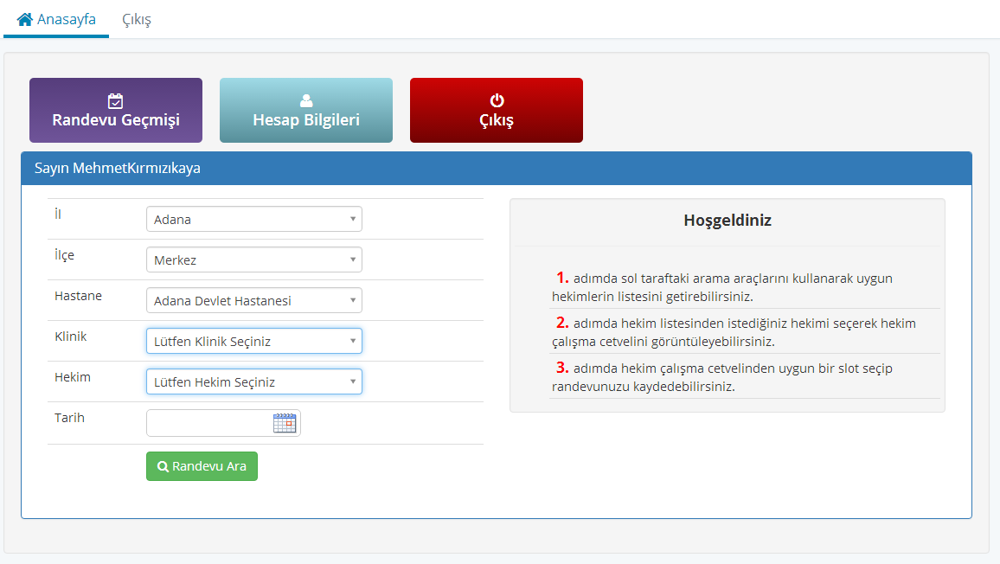 Anasayfa Çıkış
Randevu Geçmişi Hesap Bilgileri Çıkış
Sayın MehmetKırmızıkaya
İl Adana
İlçe Merkez
Hastane Adana Devlet Hastanesi
Klinik Lütfen Klinik Seçiniz
Hekim Lütfen Hekim Seçiniz
Tarih
Randevu Ara
Hoşgeldiniz
1. adımda sol taraftaki arama araçlarını kullanarak uygun
hekimlerin listesini getirebilirsiniz.
2. adımda hekim listesinden istediğiniz hekimi seçerek hekim
çalışma cetvelini görüntüleyebilirsiniz.
3. adımda hekim çalışma cetvelinden uygun bir slot seçip
randevunuzu kaydedebilirsiniz.